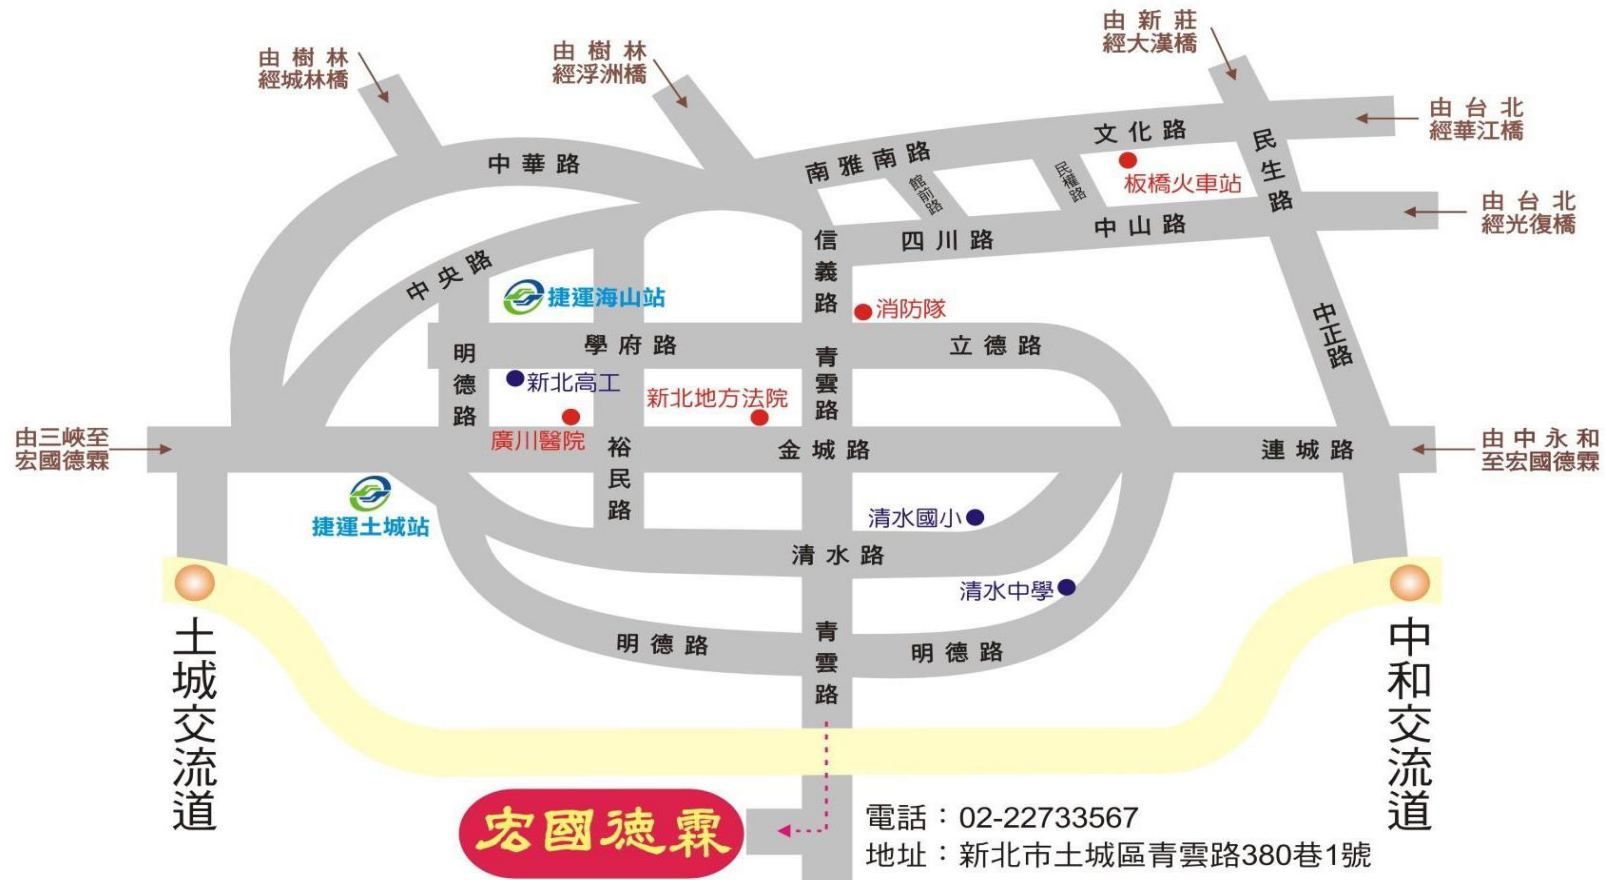 由新莊
經大漢橋
由樹林
經城林橋
由樹林
經浮洲橋
由台北
經華江橋
文化路
南雅南路
中華路
民生路
板橋火車站
民權路
館前路
由台北
經光復橋
中山路
四川路
信義路
中央路
捷運海山站
消防隊
中正路
學府路
立德路
明德路
青雲路
新北高工
新北地方法院
廣川醫院
由三峽至
宏國德霖
裕民路
金城路
連城路
由中永和
至宏國德霖
捷運土城站
清水國小
清水路
清水中學
明德路
青雲路
明德路
土城交流道
中和交流道
宏國德霖
電話：02-22733567
地址：新北市土城區青雲路380巷1號